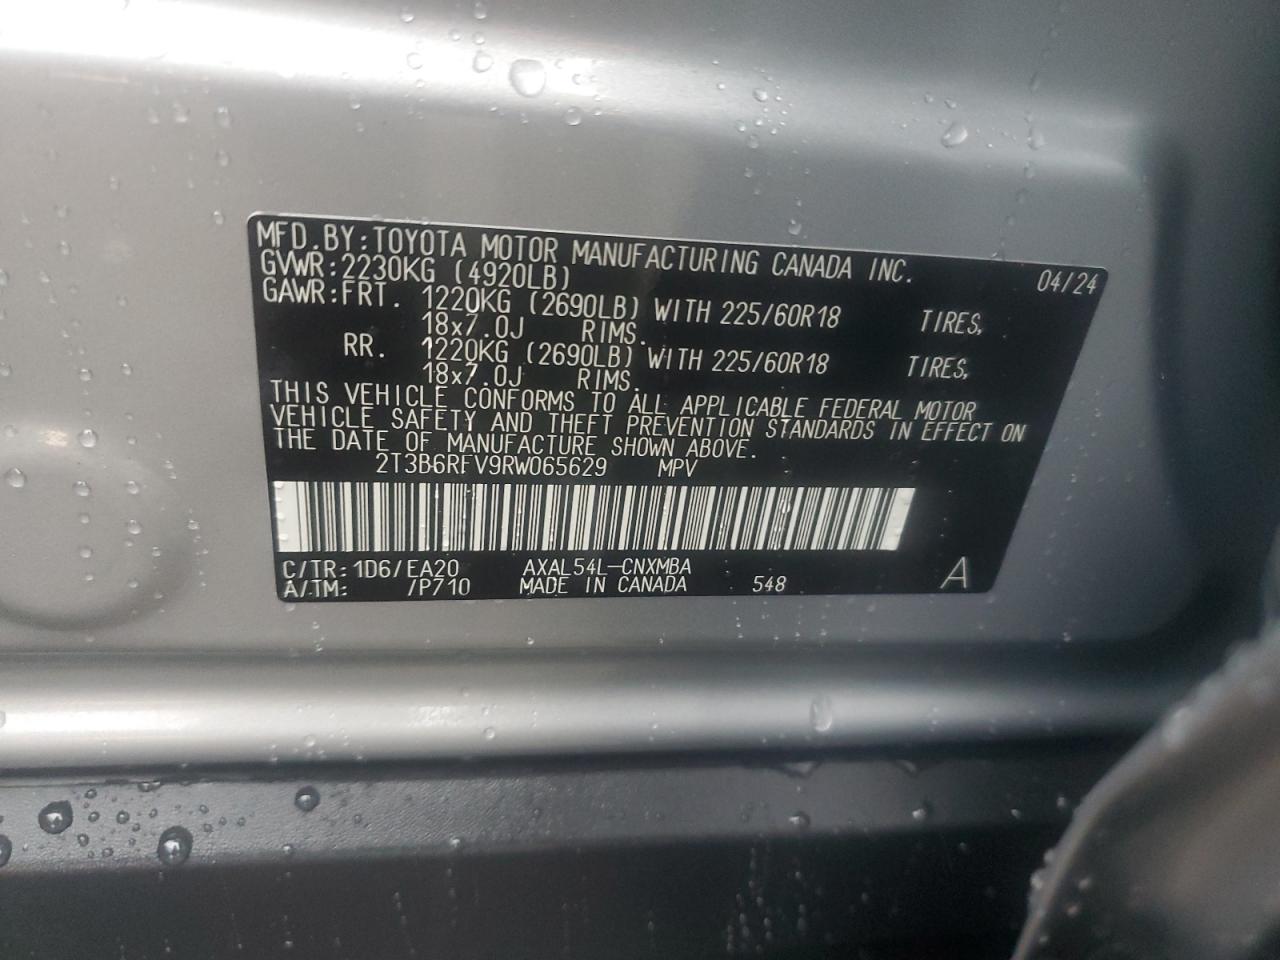 MFD.BY:TOYOTA MOTOR MANUFACTURING CANADA INC. 04/24
GVWR:2230KG (4920LB)
GAWR:FRT. 1220KG (2690LB) WITH 225/60R18 TIRES,
18x7.0J RIMS.
RR. 1220KG (2690LB) WITH 225/60R18 TIRES,
18x7.0J RIMS.
THIS VEHICLE CONFORMS TO ALL APPLICABLE FEDERAL MOTOR
VEHICLE SAFETY AND THEFT PREVENTION STANDARDS IN EFFECT ON
THE DATE OF MANUFACTURE SHOWN ABOVE.
2T3B6RFV9RW065629 MPV
C/TR: 1D6/EA20 AXAL54L-CNXMBA
A/TM: /P710 MADE IN CANADA 548 A